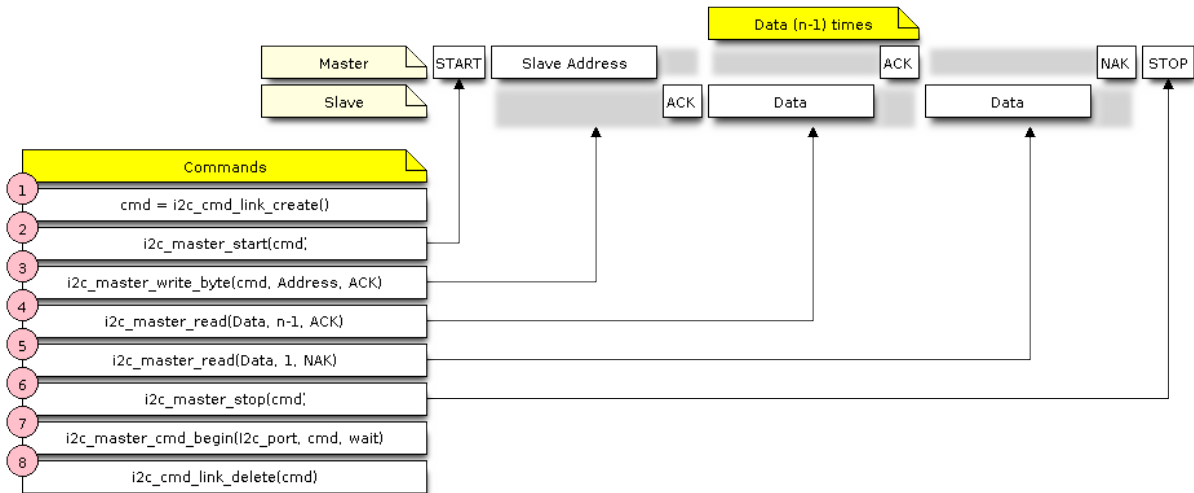 Data (n-1) times
Master START Slave Address ACK NAK STOP
Slave ACK Data Data
Commands
1 cmd = i2c_cmd_link_create()
2 i2c_master_start(cmd)
3 i2c_master_write_byte(cmd, Address, ACK)
4 i2c_master_read(Data, n-1, ACK)
5 i2c_master_read(Data, 1, NAK)
6 i2c_master_stop(cmd)
7 i2c_master_cmd_begin(I2c_port, cmd, wait)
8 i2c_cmd_link_delete(cmd)